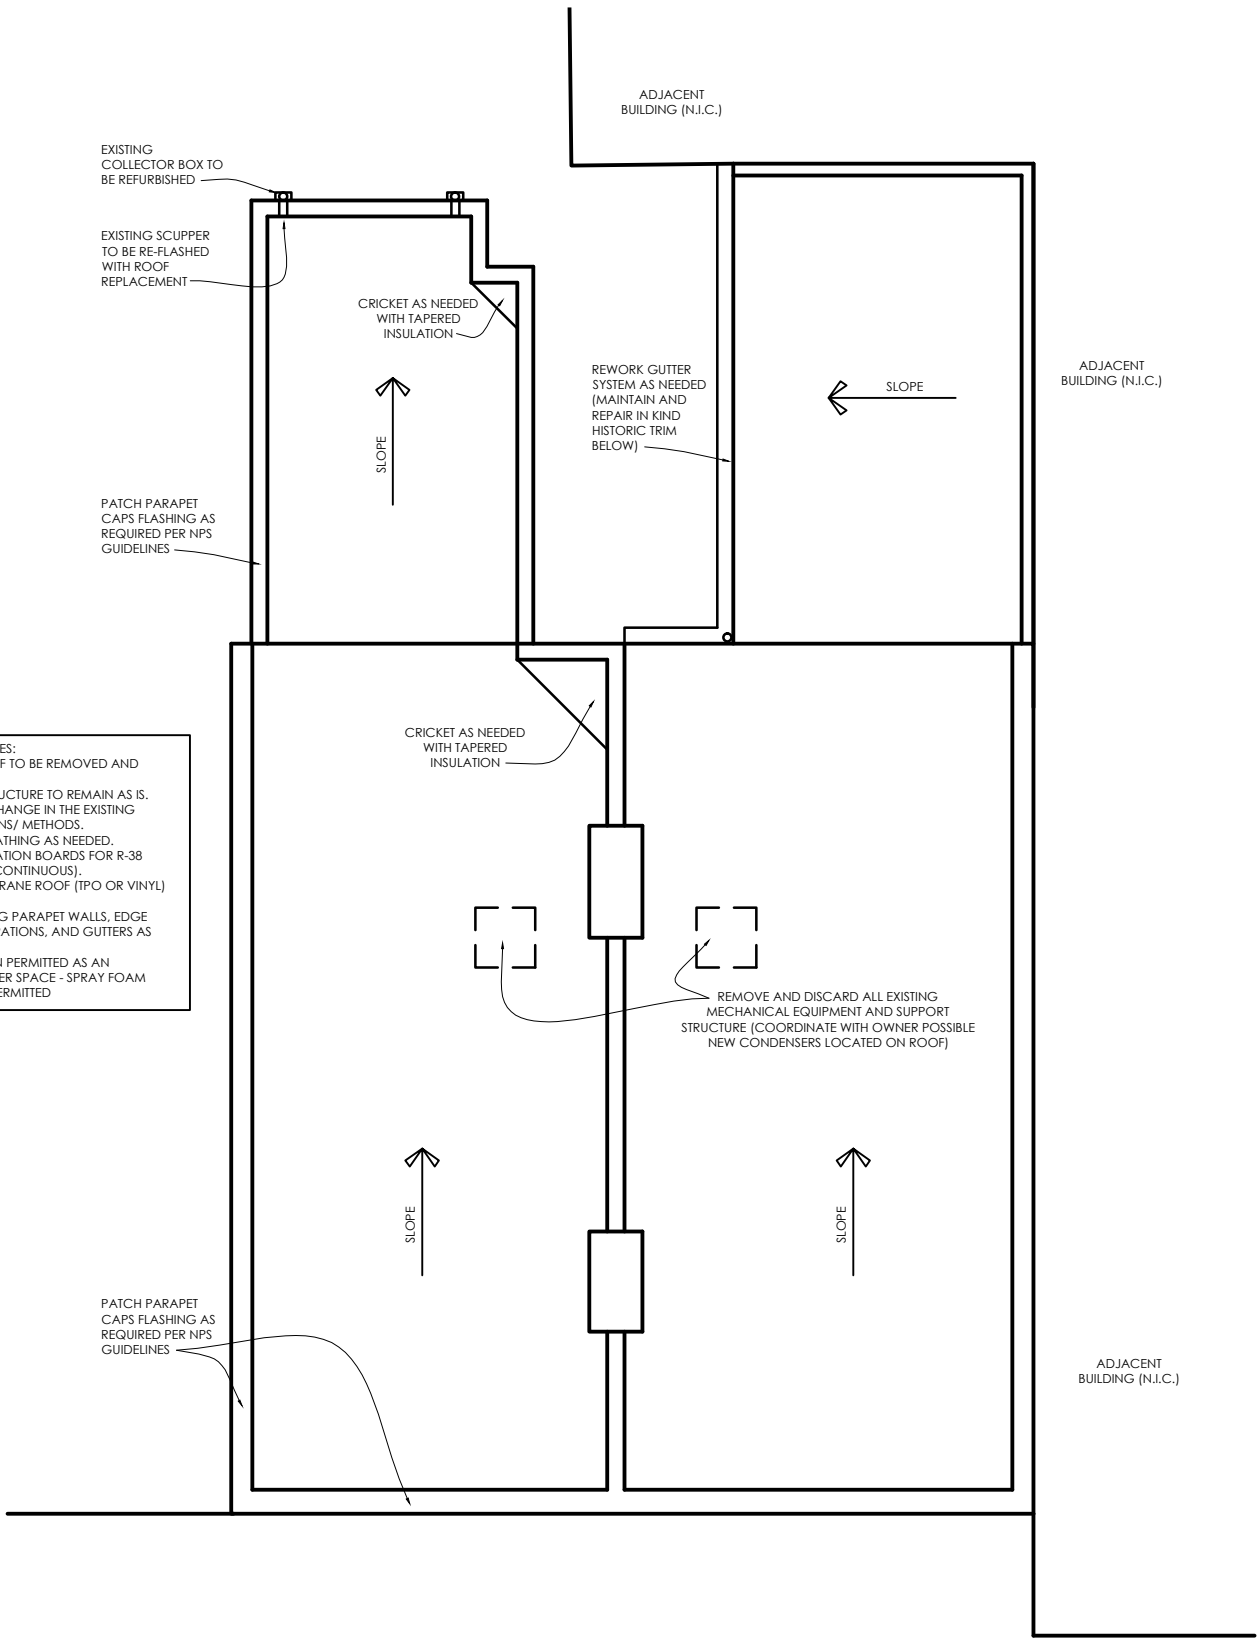 ADJACENT
BUILDING (N.I.C.)
EXISTING
COLLECTOR BOX TO
BE REFURBISHED
EXISTING SCUPPER
TO BE RE-FLASHED
WITH ROOF
REPLACEMENT
CRICKET AS NEEDED
WITH TAPERED
INSULATION
REWORK GUTTER
SYSTEM AS NEEDED
(MAINTAIN AND
REPAIR IN KIND
HISTORIC TRIM
BELOW)
SLOPE
ADJACENT
BUILDING (N.I.C.)
SLOPE
PATCH PARAPET
CAPS FLASHING AS
REQUIRED PER NPS
GUIDELINES
CRICKET AS NEEDED
WITH TAPERED
INSULATION
ES:
F TO BE REMOVED AND
UCTURE TO REMAIN AS IS.
HANGE IN THE EXISTING
NS/ METHODS.
ATHING AS NEEDED.
ATION BOARDS FOR R-38
CONTINUOUS).
RANE ROOF (TPO OR VINYL)
G PARAPET WALLS, EDGE
RATIONS, AND GUTTERS AS
N PERMITTED AS AN
ER SPACE - SPRAY FOAM
ERMITTED
REMOVE AND DISCARD ALL EXISTING
MECHANICAL EQUIPMENT AND SUPPORT
STRUCTURE (COORDINATE WITH OWNER POSSIBLE
NEW CONDENSERS LOCATED ON ROOF)
SLOPE
SLOPE
PATCH PARAPET
CAPS FLASHING AS
REQUIRED PER NPS
GUIDELINES
ADJACENT
BUILDING (N.I.C.)